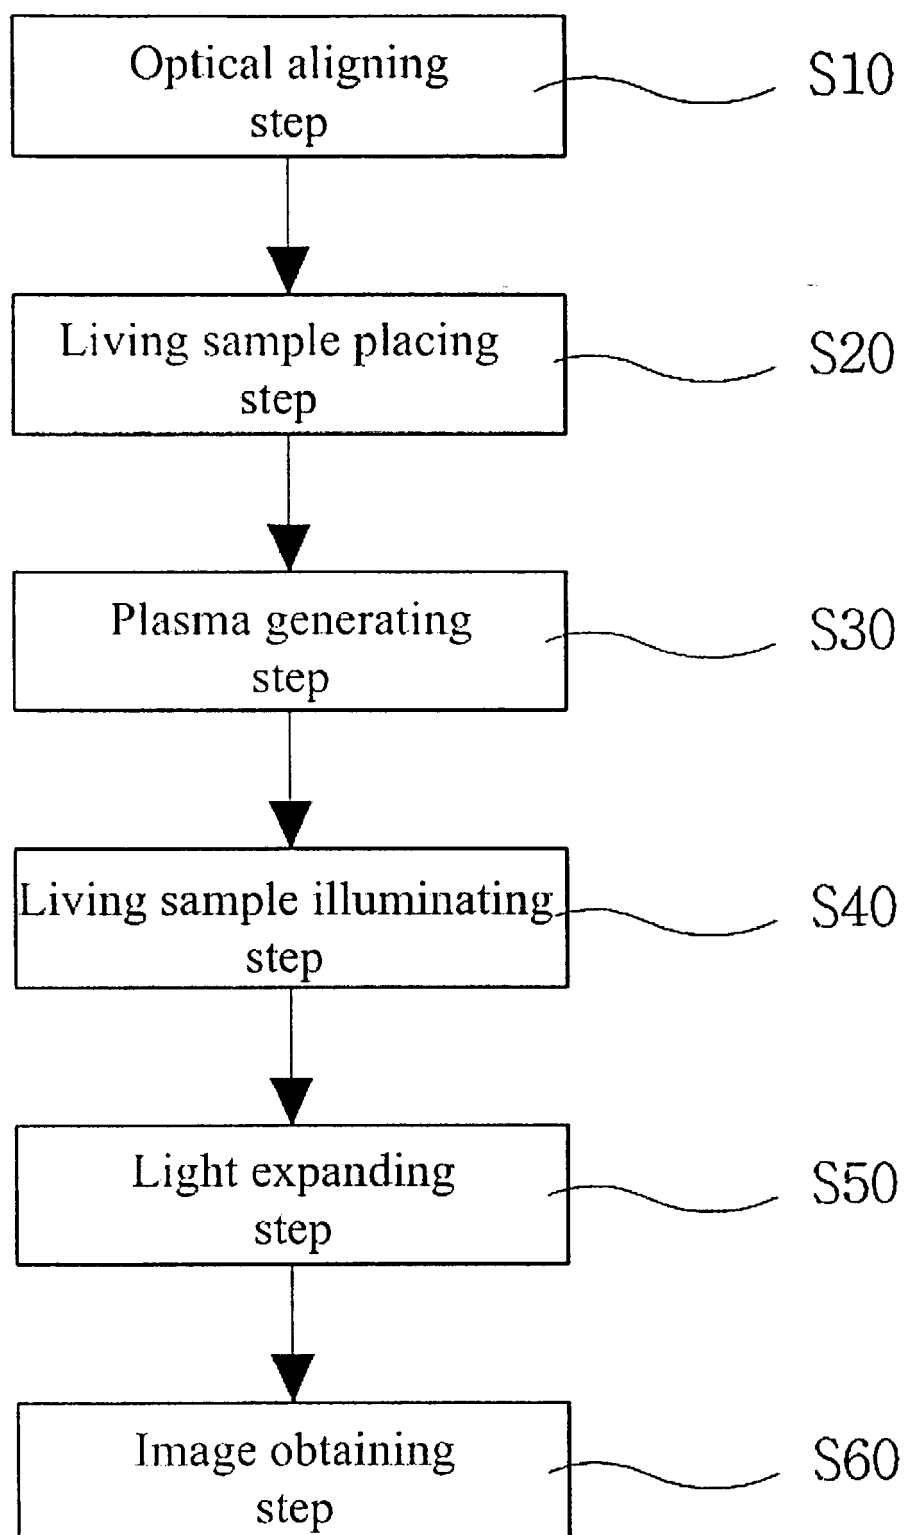 Optical aligning
step
S10
Living sample placing
step
S20
Plasma generating
step
S30
Living sample illuminating
step
S40
Light expanding
step
S50
Image obtaining
step
S60